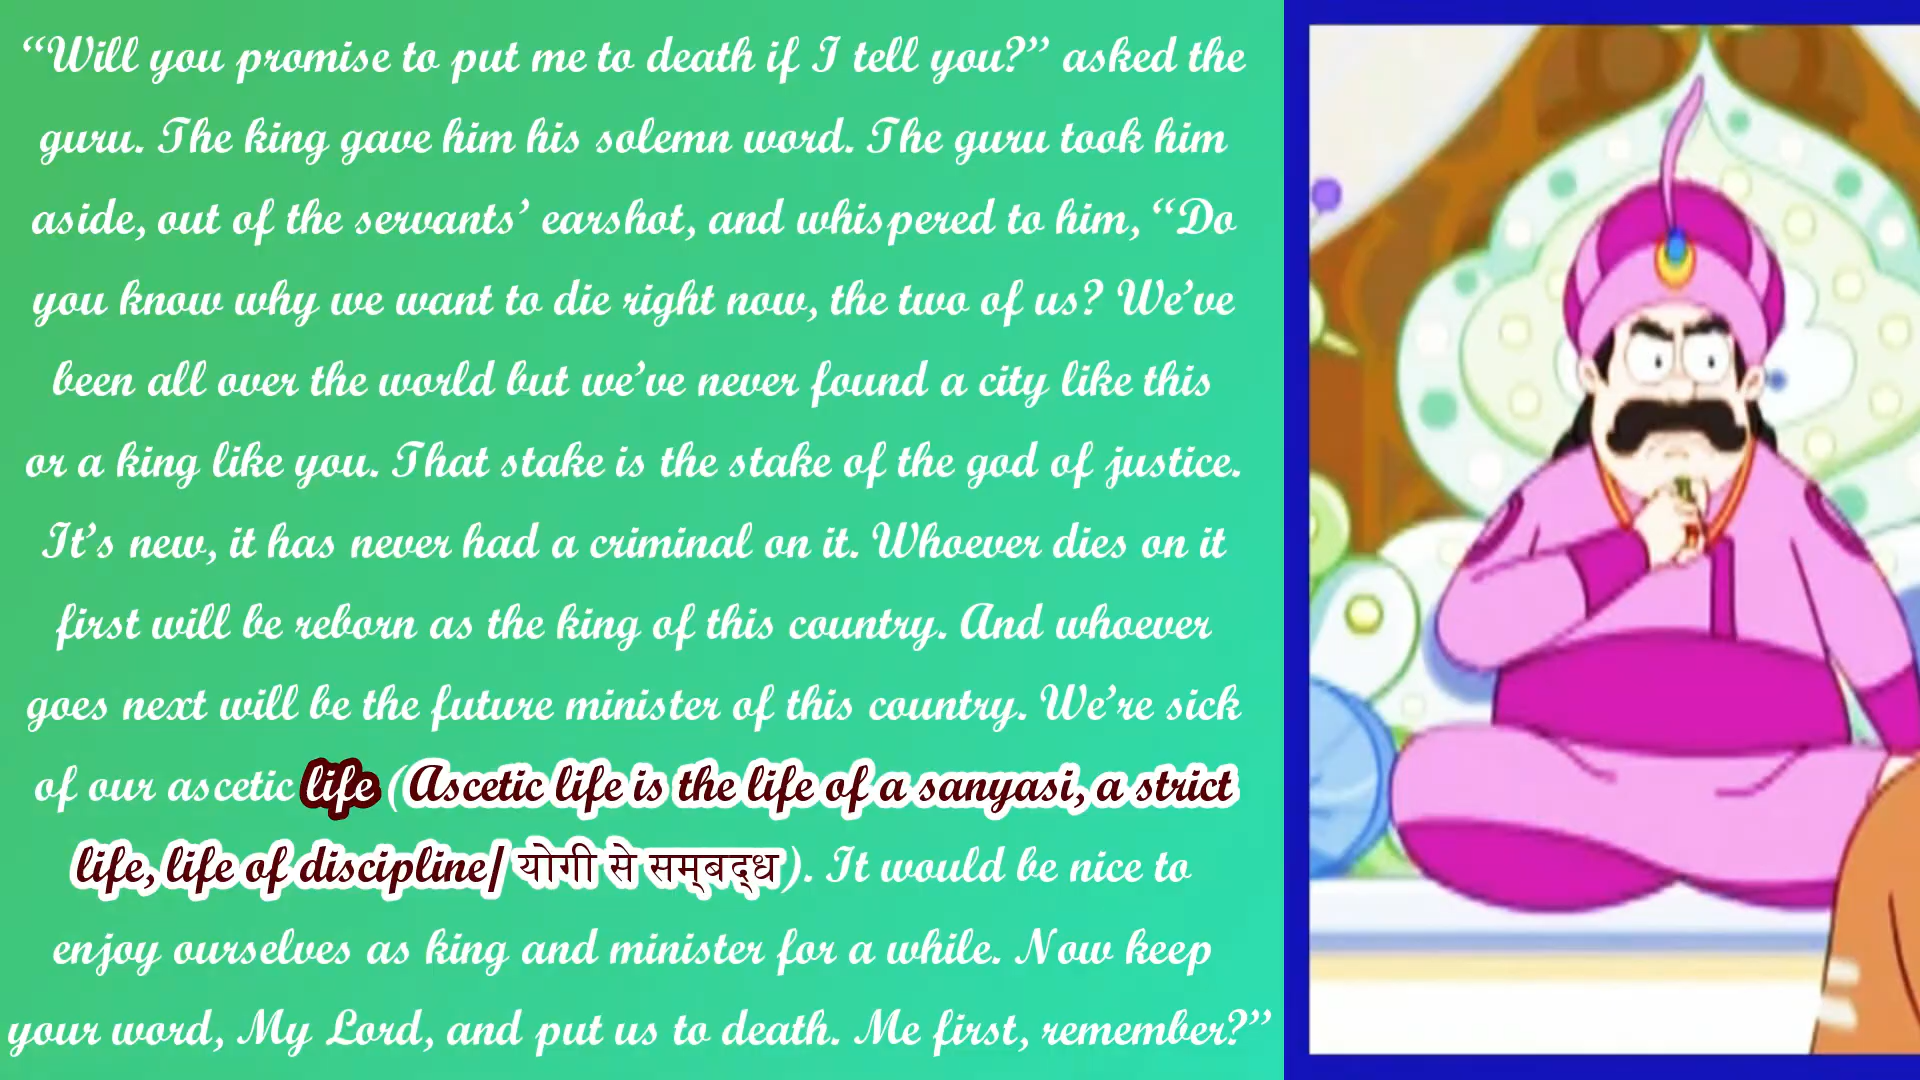 “Will you promise to put me to death if I tell you?” asked the
guru. The king gave him his solemn word. The guru took him
aside, out of the servants’ earshot, and whispered to him, “Do
you know why we want to die right now, the two of us? We’ve
been all over the world but we’ve never found a city like this
or a king like you. That stake is the stake of the god of justice.
It’s new, it has never had a criminal on it. Whoever dies on it
first will be reborn as the king of this country. And whoever
goes next will be the future minister of this country. We’re sick
of our ascetic life (Ascetic life is the life of a sanyasi, a strict
life, life of discipline/ योगी से सम्बद्ध). It would be nice to
enjoy ourselves as king and minister for a while. Now keep
your word, My Lord, and put us to death. Me first, remember?”